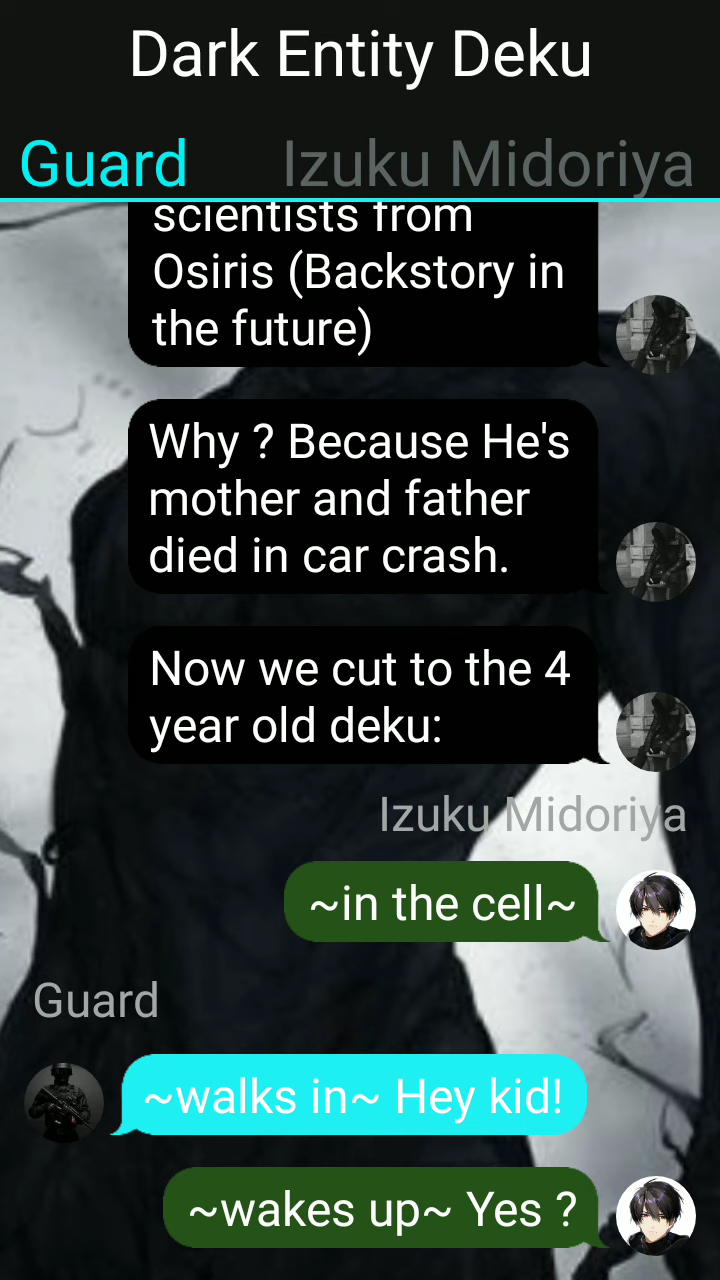 Dark Entity Deku
Guard
Izuku Midoriya
scientists from
Osiris (Backstory in
the future)
Why ? Because He's
mother and father
died in car crash.
Now we cut to the 4
year old deku:
Izuku Midoriya
~in the cell~
Guard
~walks in~ Hey kid!
~wakes up~ Yes ?